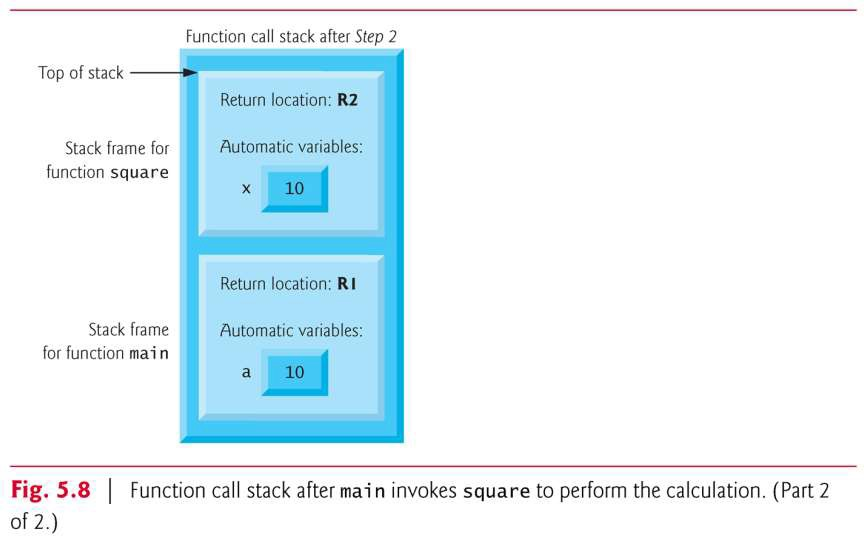 Function call stack after Step 2
Top of stack
Return location: R2
Stack frame for
function square
Automatic variables:
x 10
Return location: R1
Stack frame
for function main
Automatic variables:
a 10
Fig. 5.8 | Function call stack after main invokes square to perform the calculation. (Part 2
of 2.)